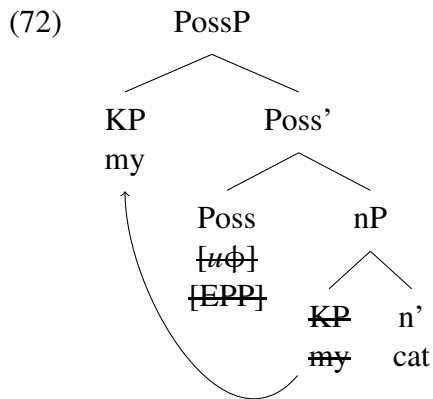 (72) PossP
KP Poss'
my
Poss nP
[uϕ]
[EPP]
KP n'
my cat